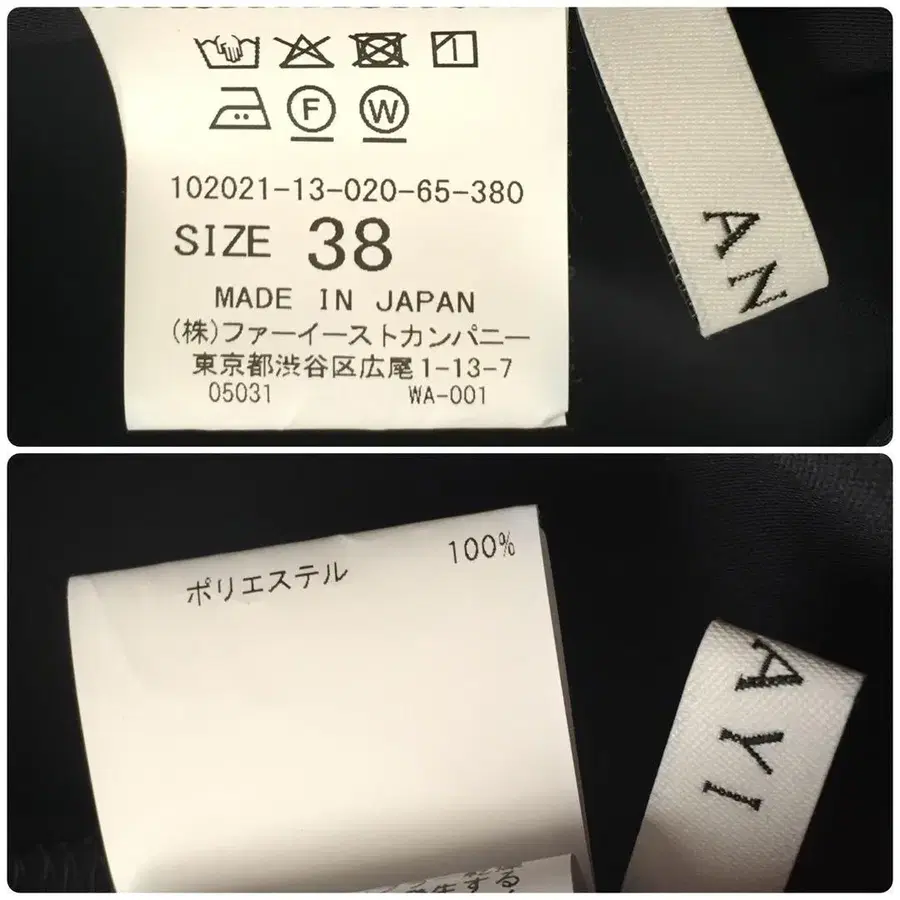 F W
102021-13-020-65-380
SIZE 38
MADE IN JAPAN
(株)ファーイーストカンパニー
東京都渋谷区広尾1-13-7
05031 WA-001
AN
ポリエステル 100%
AYI